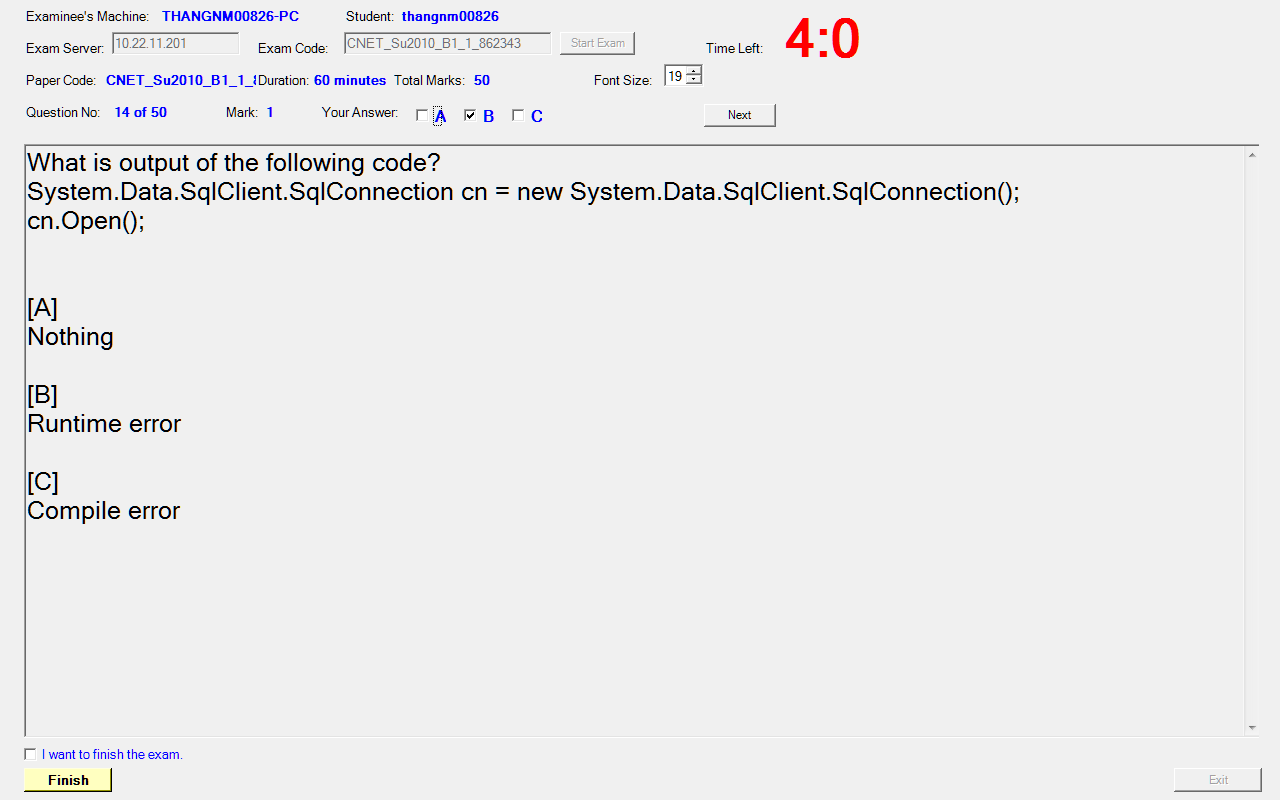 Examinee's Machine: THANGNM00826-PC Student: thangnm00826
Exam Server: 10.22.11.201 Exam Code: CNET_Su2010_B1_1_862343 Start Exam Time Left: 4:0
Paper Code: CNET_Su2010_B1_1_ Duration: 60 minutes Total Marks: 50 Font Size: 19
Question No: 14 of 50 Mark: 1 Your Answer: A B C Next
What is output of the following code?
System.Data.SqlClient.SqlConnection cn = new System.Data.SqlClient.SqlConnection();
cn.Open();
[A]
Nothing
[B]
Runtime error
[C]
Compile error
I want to finish the exam.
Finish Exit